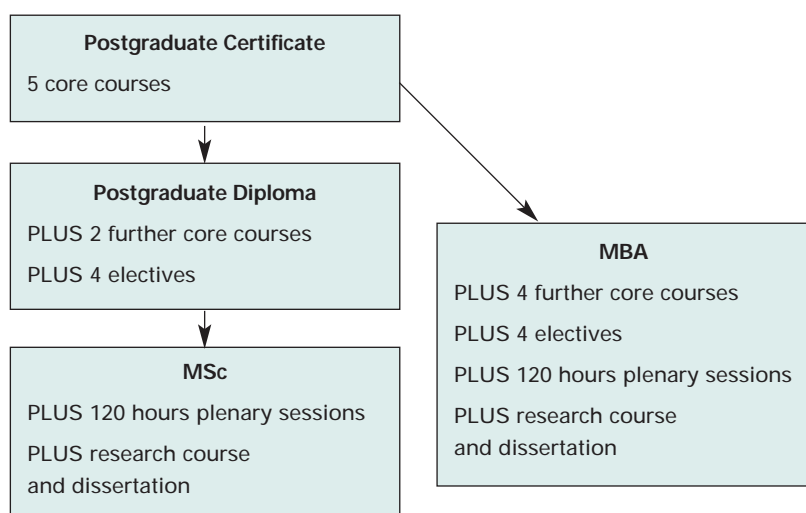 Postgraduate Certificate
5 core courses
Postgraduate Diploma
PLUS 2 further core courses
PLUS 4 electives
MSc
PLUS 120 hours plenary sessions
PLUS research course
and dissertation
MBA
PLUS 4 further core courses
PLUS 4 electives
PLUS 120 hours plenary sessions
PLUS research course
and dissertation